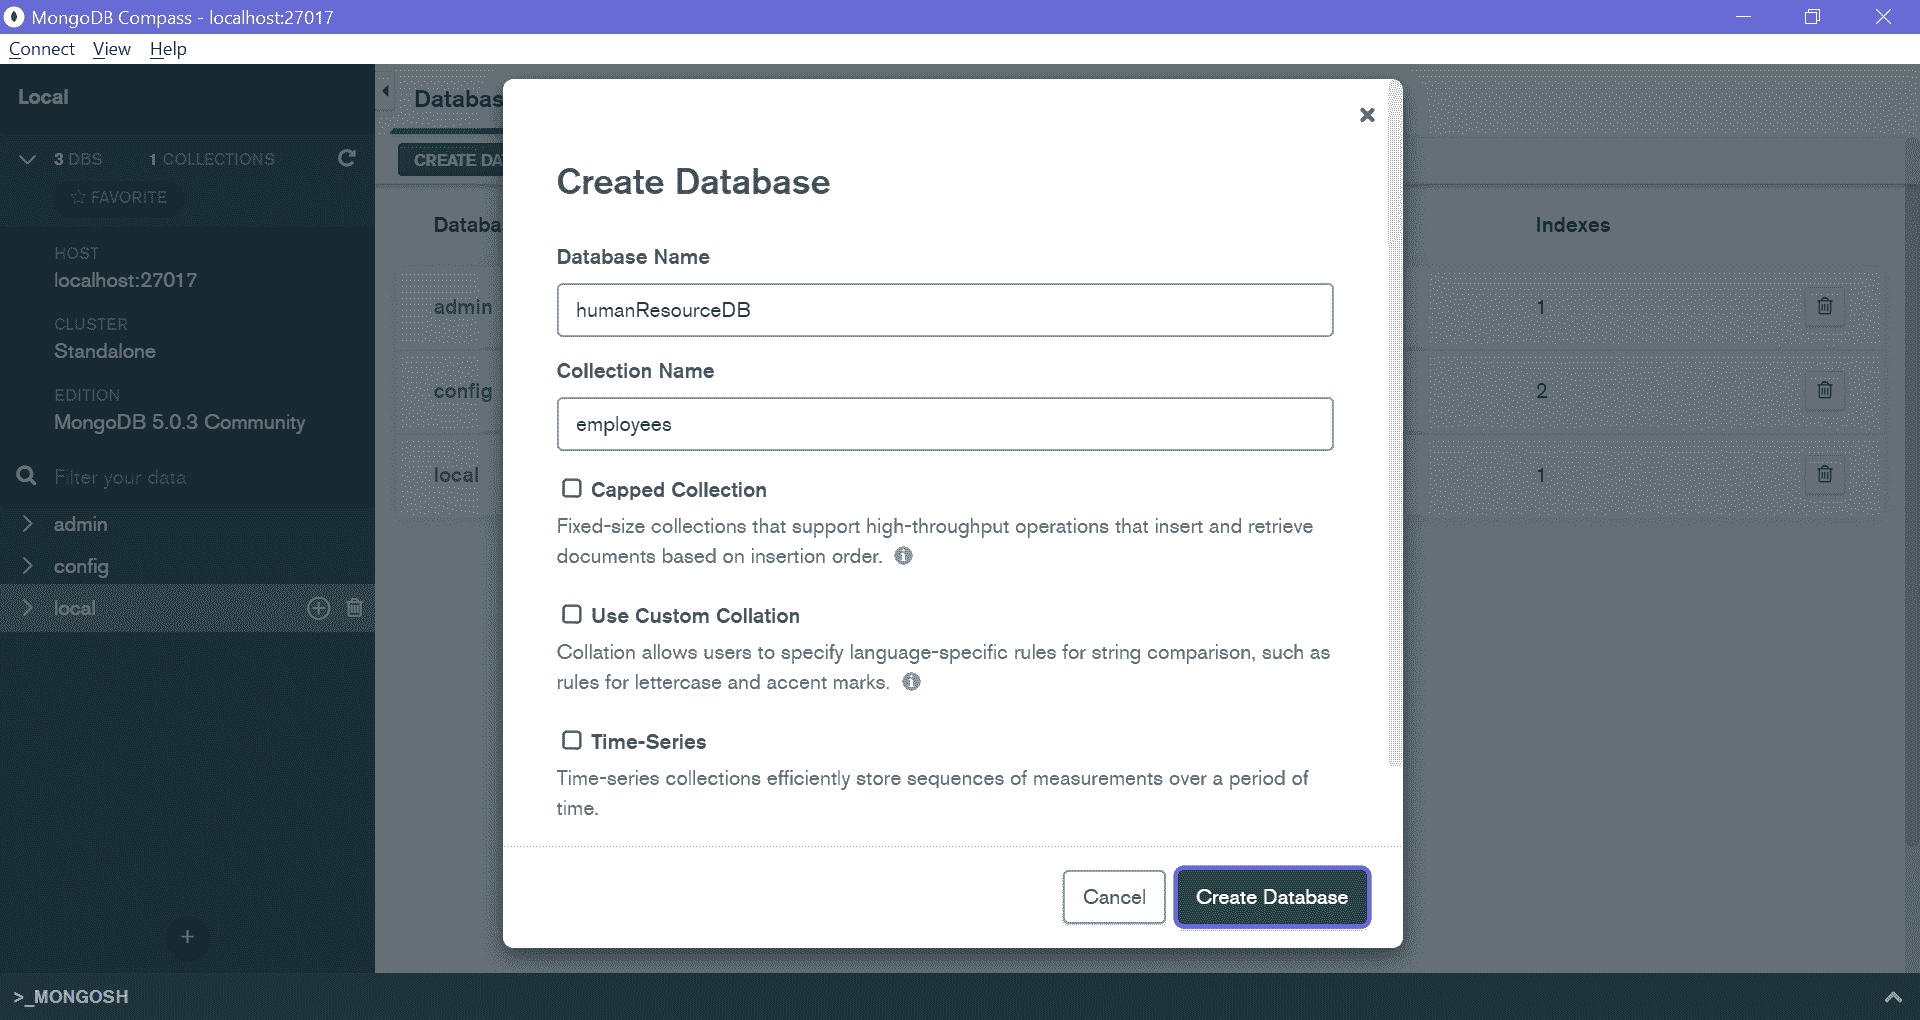 MongoDB Compass - localhost:27017
Connect View Help
Local
3 DBS 1 COLLECTIONS
FAVORITE
HOST
localhost:27017
CLUSTER
Standalone
EDITION
MongoDB 5.0.3 Community
Filter your data
admin
config
local
>_MONGOSH
Databas
CREATE DA
Databa
Indexes
admin
1
config
2
local
1
Create Database
Database Name
humanResourceDB
Collection Name
employees
Capped Collection
Fixed-size collections that support high-throughput operations that insert and retrieve
documents based on insertion order.
Use Custom Collation
Collation allows users to specify language-specific rules for string comparison, such as
rules for lettercase and accent marks.
Time-Series
Time-series collections efficiently store sequences of measurements over a period of
time.
Cancel Create Database